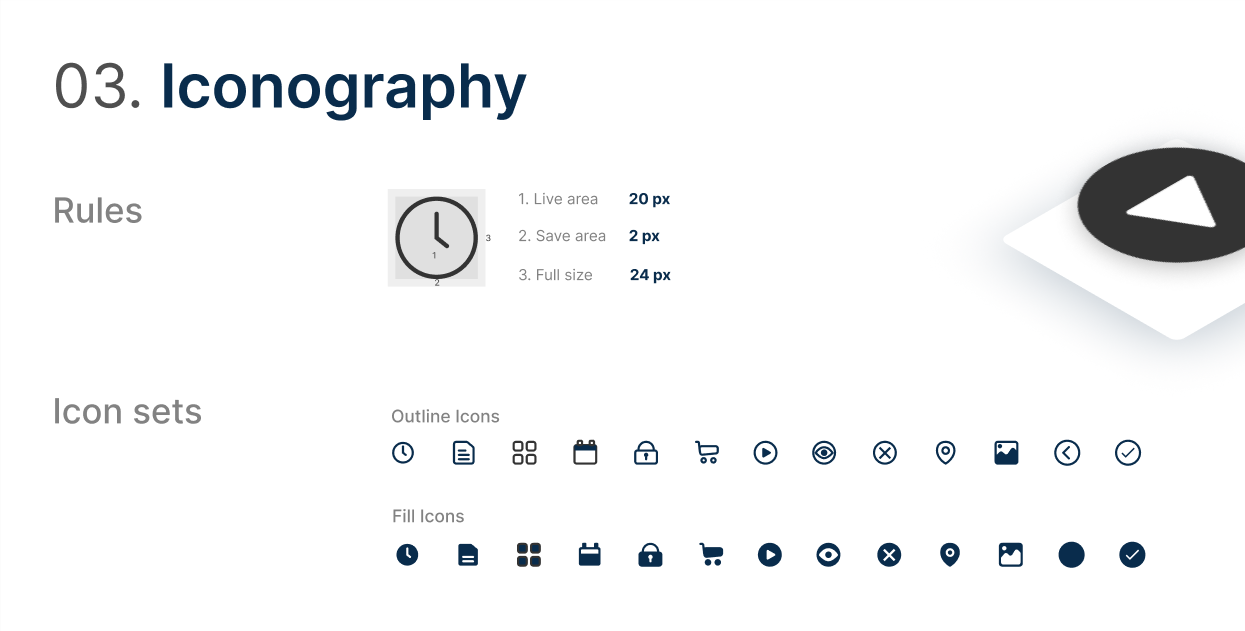 03. Iconography
Rules
1. Live area 20 px
2. Save area 2 px
3. Full size 24 px
1
2
3
Icon sets
Outline Icons
Fill Icons